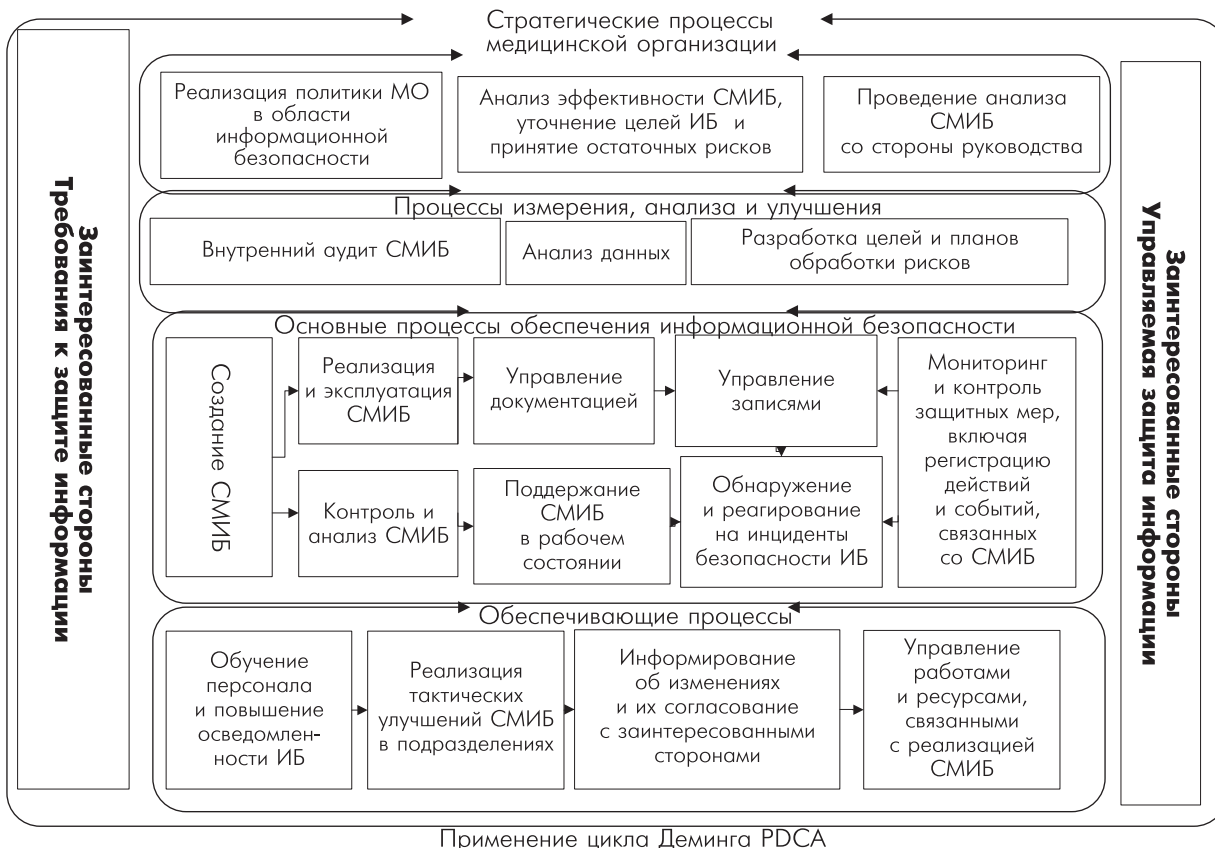 Стратегические процессы
медицинской организации
Заинтересованные стороны
Требования к защите информации
Реализация политики МО
в области
информационной
безопасности
Анализ эффективности СМИБ,
уточнение целей ИБ и
принятие остаточных рисков
Проведение анализа
СМИБ
со стороны руководства
Процессы измерения, анализа и улучшения
Внутренний аудит СМИБ
Анализ данных
Разработка целей и планов
обработки рисков
Основные процессы обеспечения информационной безопасности
Создание СМИБ
Реализация
и эксплуатация
СМИБ
Управление
документацией
Управление
записями
Мониторинг
и контроль
защитных мер,
включая
регистрацию
действий
и событий,
связанных
со СМИБ
Контроль и
анализ СМИБ
Поддержание
СМИБ
в рабочем
состоянии
Обнаружение
и реагирование
на инциденты
безопасности ИБ
Обеспечивающие процессы
Обучение
персонала
и повышение
осведомлен-
ности ИБ
Реализация
тактических
улучшений СМИБ
в подразделениях
Информирование
об изменениях
и их согласование
с заинтересованными
сторонами
Управление
работами
и ресурсами,
связанными
с реализацией
СМИБ
Заинтересованные стороны
Управляемая защита информации
Применение цикла Деминга PDCA